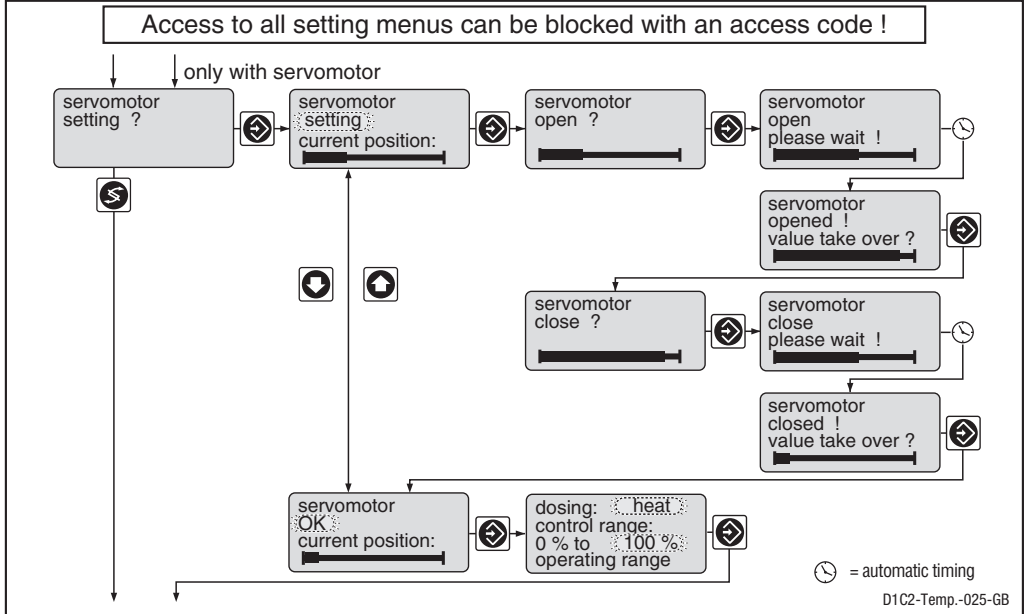 Access to all setting menus can be blocked with an access code !
only with servomotor
servomotor
setting ?
servomotor
setting
current position:
servomotor
open ?
servomotor
open
please wait !
servomotor
opened !
value take over ?
servomotor
close ?
servomotor
close
please wait !
servomotor
closed !
value take over ?
servomotor
OK
current position:
dosing: heat
control range:
0 % to 100 %
operating range
= automatic timing
D1C2-Temp.-025-GB